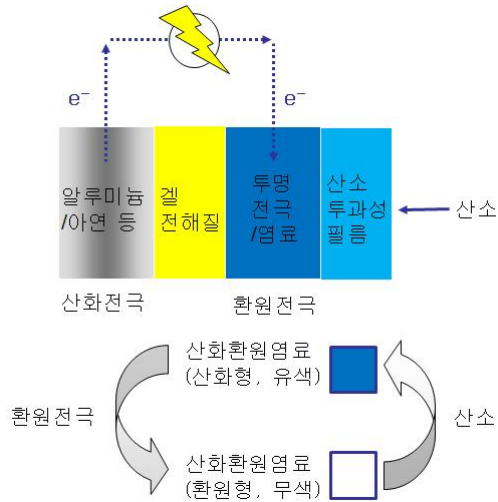 e⁻
e⁻
알루미늄
/아연 등
겔
전해질
투명
전극
/염료
산소
투과성
필름
산소
산화전극
환원전극
산화환원염료
(산화형, 유색)
환원전극
산소
산화환원염료
(환원형, 무색)